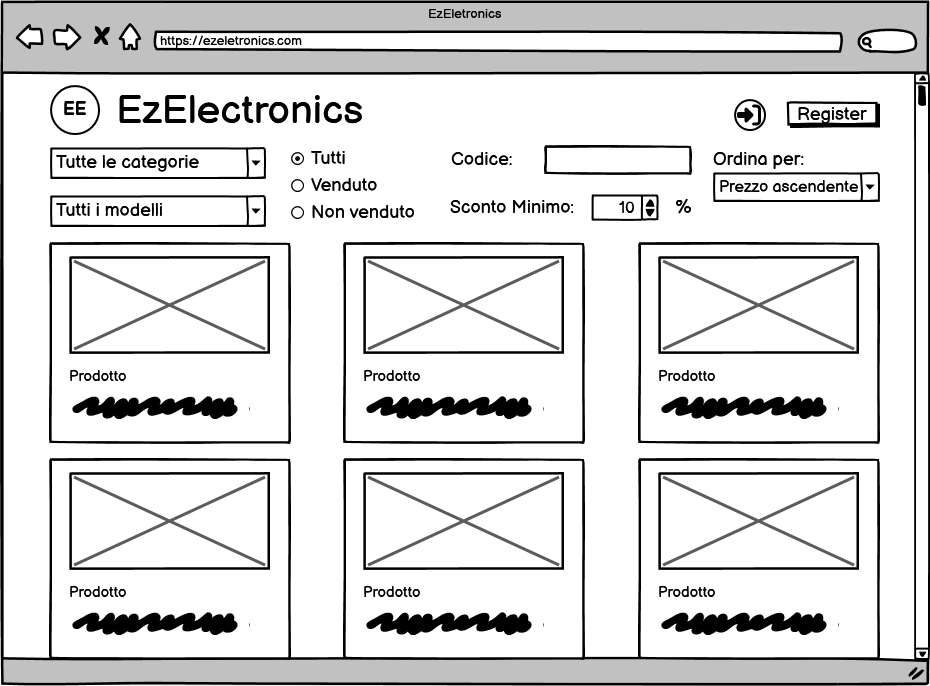 EzEletronics
https://ezeletronics.com
EE
EzElectronics
Register
Tutte le categorie
Tutti
Codice:
Ordina per:
Venduto
Prezzo ascendente
Tutti i modelli
Non venduto
Sconto Minimo:
10
%
Prodotto
Prodotto
Prodotto
Prodotto
Prodotto
Prodotto